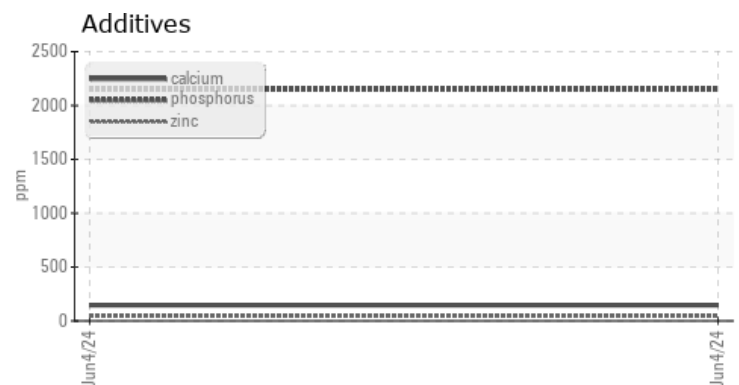 Additives
2500
2000
1500
1000
500
0
ppm
calcium
phosphorus
zinc
Jun4/24
Jun4/24